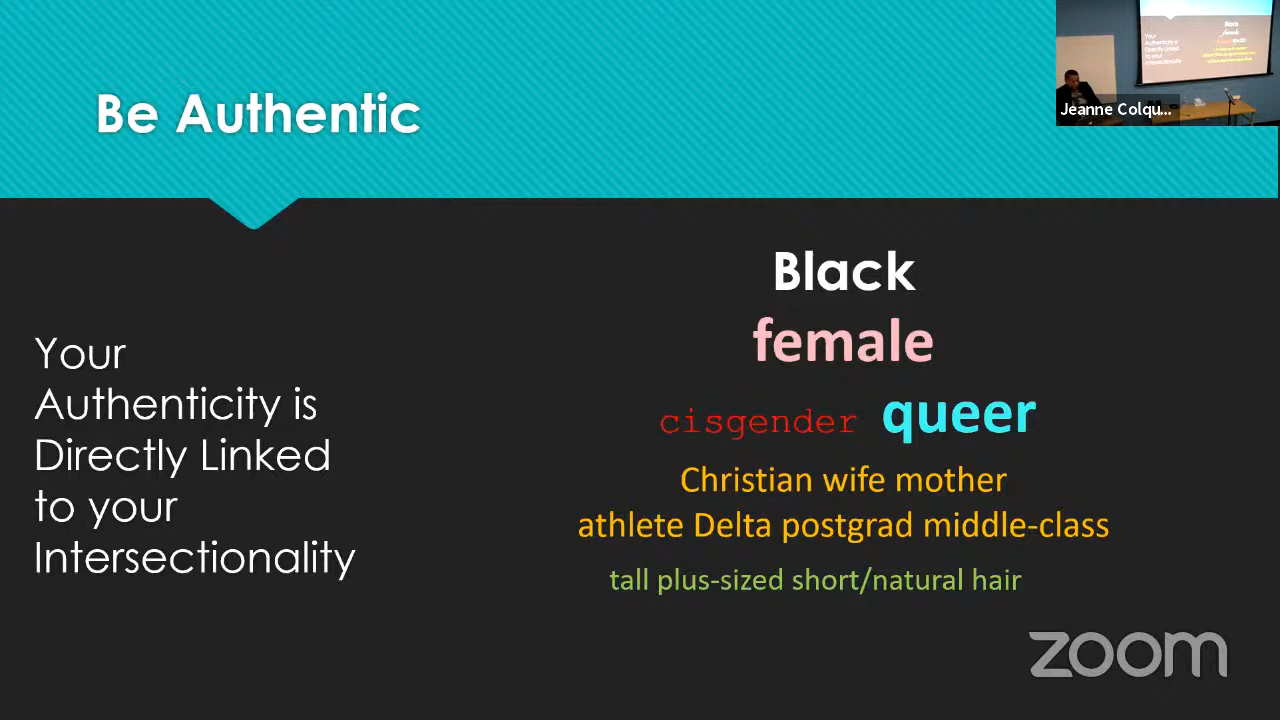 Be Authentic
Jeanne Colqu...
Your
Authenticity is
Directly Linked
to your
Intersectionality
Black
female
cisgender queer
Christian wife mother
athlete Delta postgrad middle-class
tall plus-sized short/natural hair
zoom